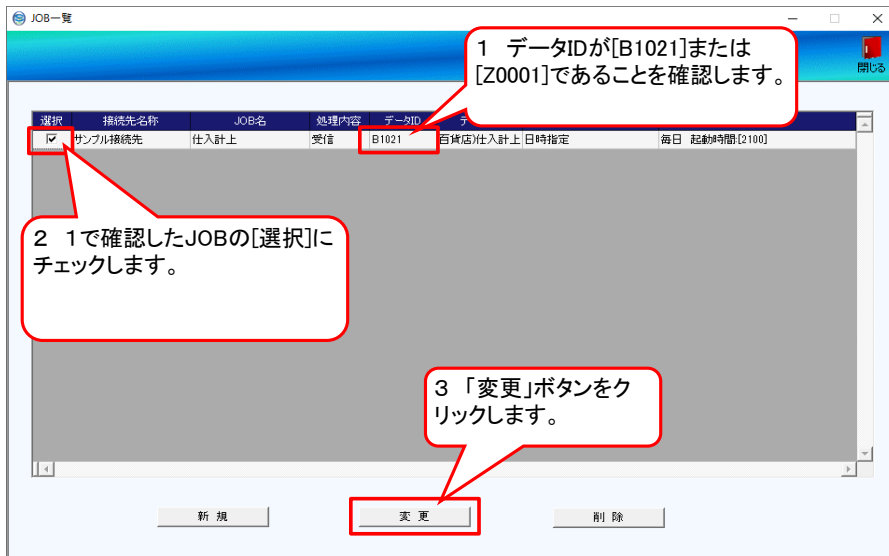 JOB一覧
閉じる
1 データIDが[B1021]または
[Z0001]であることを確認します。
選択 接続先名称 JOB名 処理内容 データID
サンプル接続先 仕入計上 受信 B1021 百貨店)仕入計上 日時指定 毎日 起動時間:[2100]
2 1で確認したJOBの[選択]に
チェックします。
3 「変更」ボタンをク
リックします。
新 規 変 更 削 除